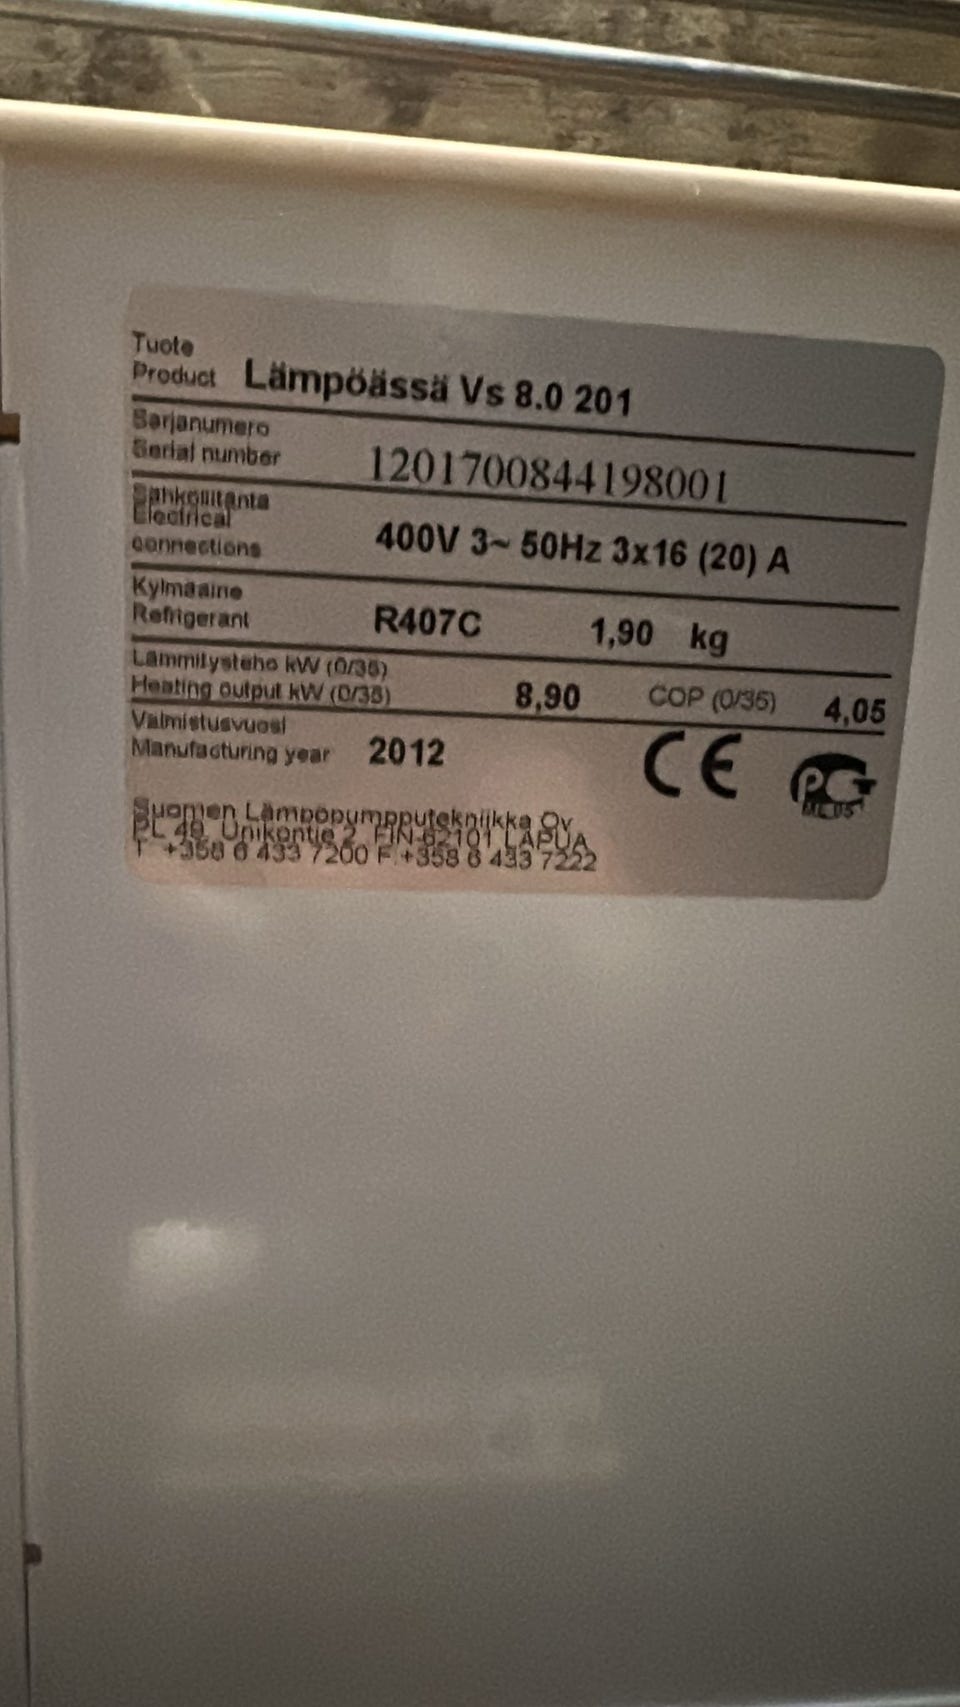 Tuote
Product Lämpöässä Vs 8.0 201
Sarjanumero
Serial number 1201700844198001
Sähköliitäntä
Electrical
connections 400V 3~ 50Hz 3x16 (20) A
Kylmäaine
Refrigerant R407C 1,90 kg
Lämmitysteho kW (0/35)
Heating output kW (0/35) 8,90 COP (0/35) 4,05
Valmistusvuosi
Manufacturing year 2012
CE PCT
Suomen Lämpöpumpputekniikka Oy
PL 49, Unikontie 2, FIN-62101 LAPUA
T. +358 6 433 7200 F. +358 6 433 7222